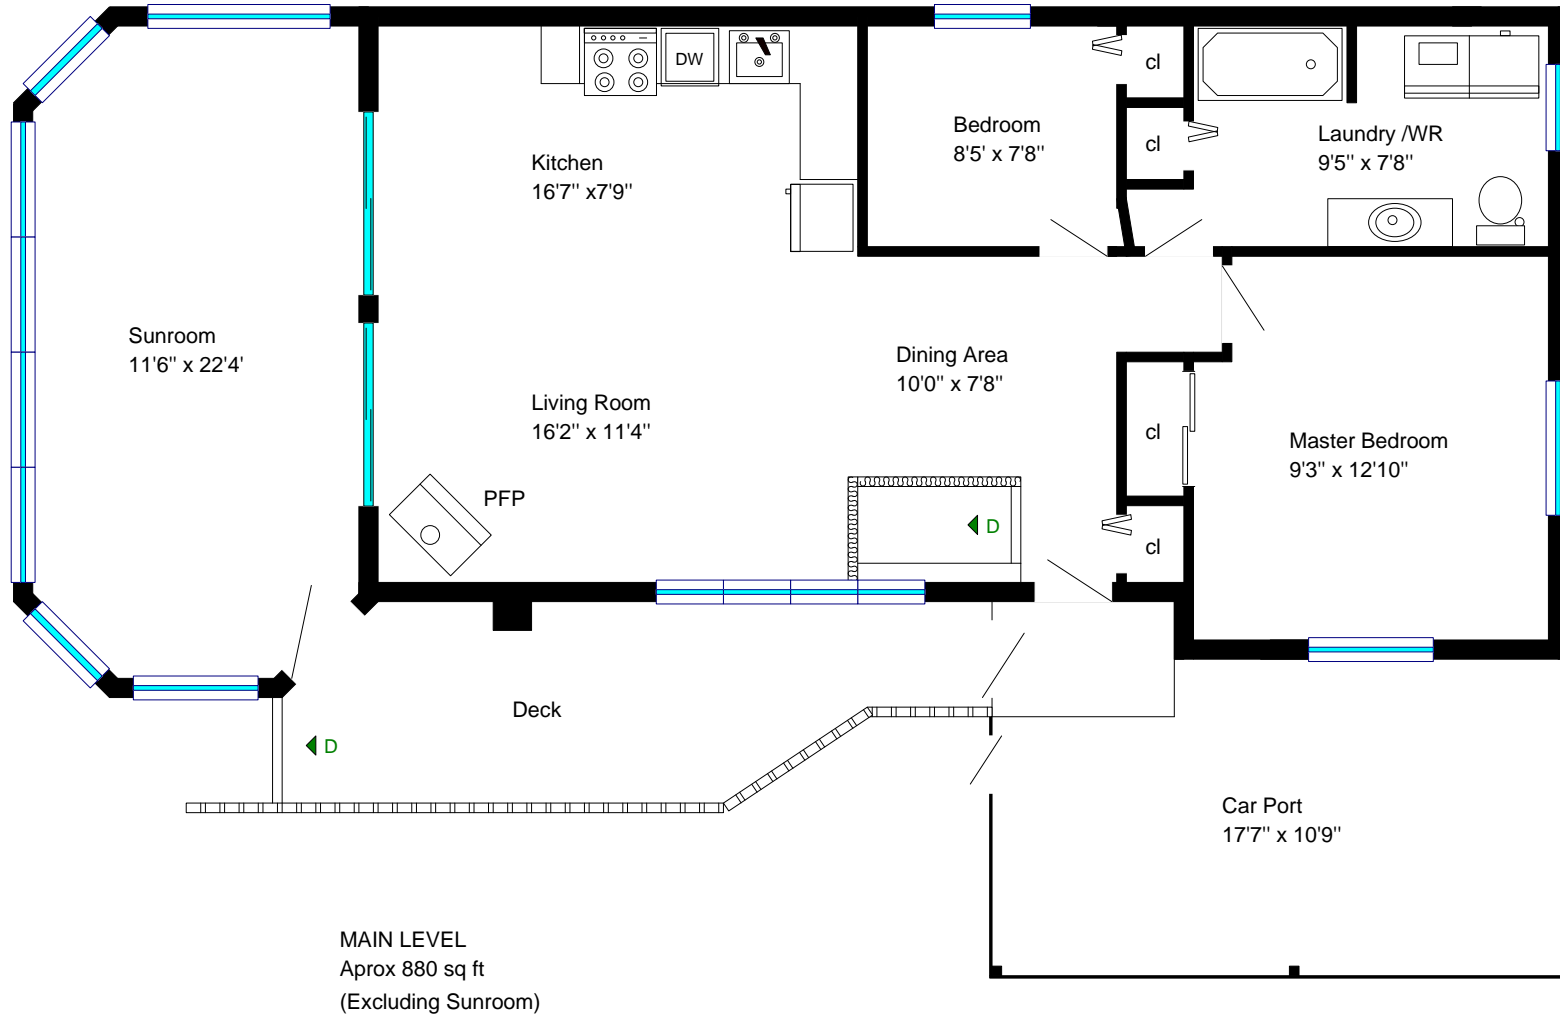 DW
cl
Bedroom
8'5' x 7'8''
cl
Laundry /WR
9'5'' x 7'8''
Kitchen
16'7'' x7'9''
Sunroom
11'6'' x 22'4'
Dining Area
10'0'' x 7'8''
Living Room
16'2'' x 11'4''
cl
Master Bedroom
9'3'' x 12'10''
PFP
D
cl
Deck
D
Car Port
17'7'' x 10'9''
MAIN LEVEL
Aprox 880 sq ft
(Excluding Sunroom)